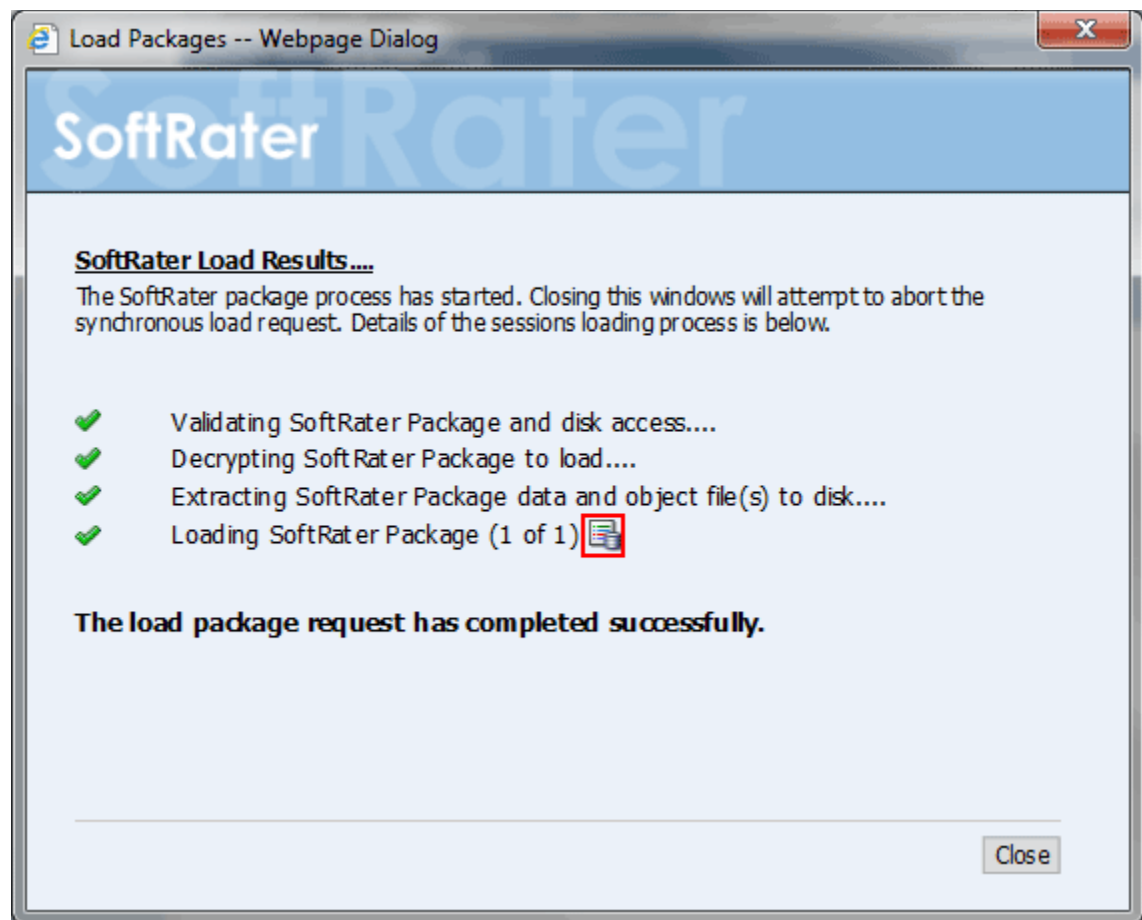 Load Packages -- Webpage Dialog
SoftRater
SoftRater
SoftRater Load Results....
The SoftRater package process has started. Closing this windows will attempt to abort the
synchronous load request. Details of the sessions loading process is below.
Validating SoftRater Package and disk access....
Decrypting SoftRater Package to load....
Extracting SoftRater Package data and object file(s) to disk....
Loading SoftRater Package (1 of 1)
The load package request has completed successfully.
Close